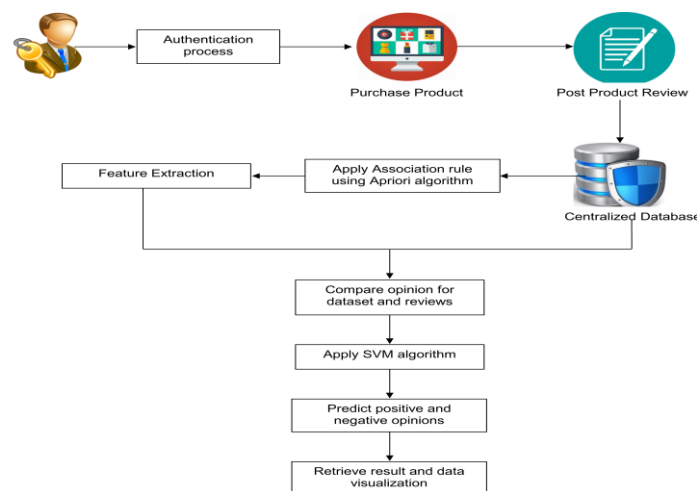 Authentication
process
Purchase Product
Post Product Review
Feature Extraction
Apply Association rule
using Apriori algorithm
Centralized Database
Compare opinion for
dataset and reviews
Apply SVM algorithm
Predict positive and
negative opinions
Retrieve result and data
visualization